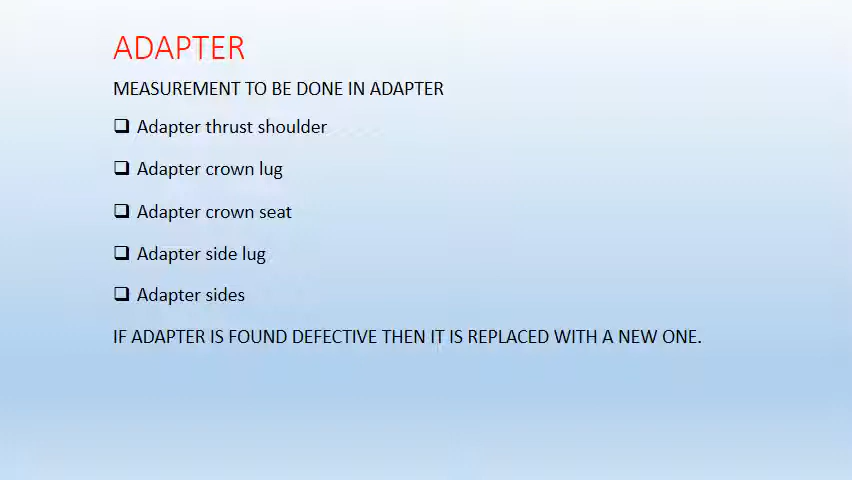 ADAPTER
MEASUREMENT TO BE DONE IN ADAPTER
❑ Adapter thrust shoulder
❑ Adapter crown lug
❑ Adapter crown seat
❑ Adapter side lug
❑ Adapter sides
IF ADAPTER IS FOUND DEFECTIVE THEN IT IS REPLACED WITH A NEW ONE.